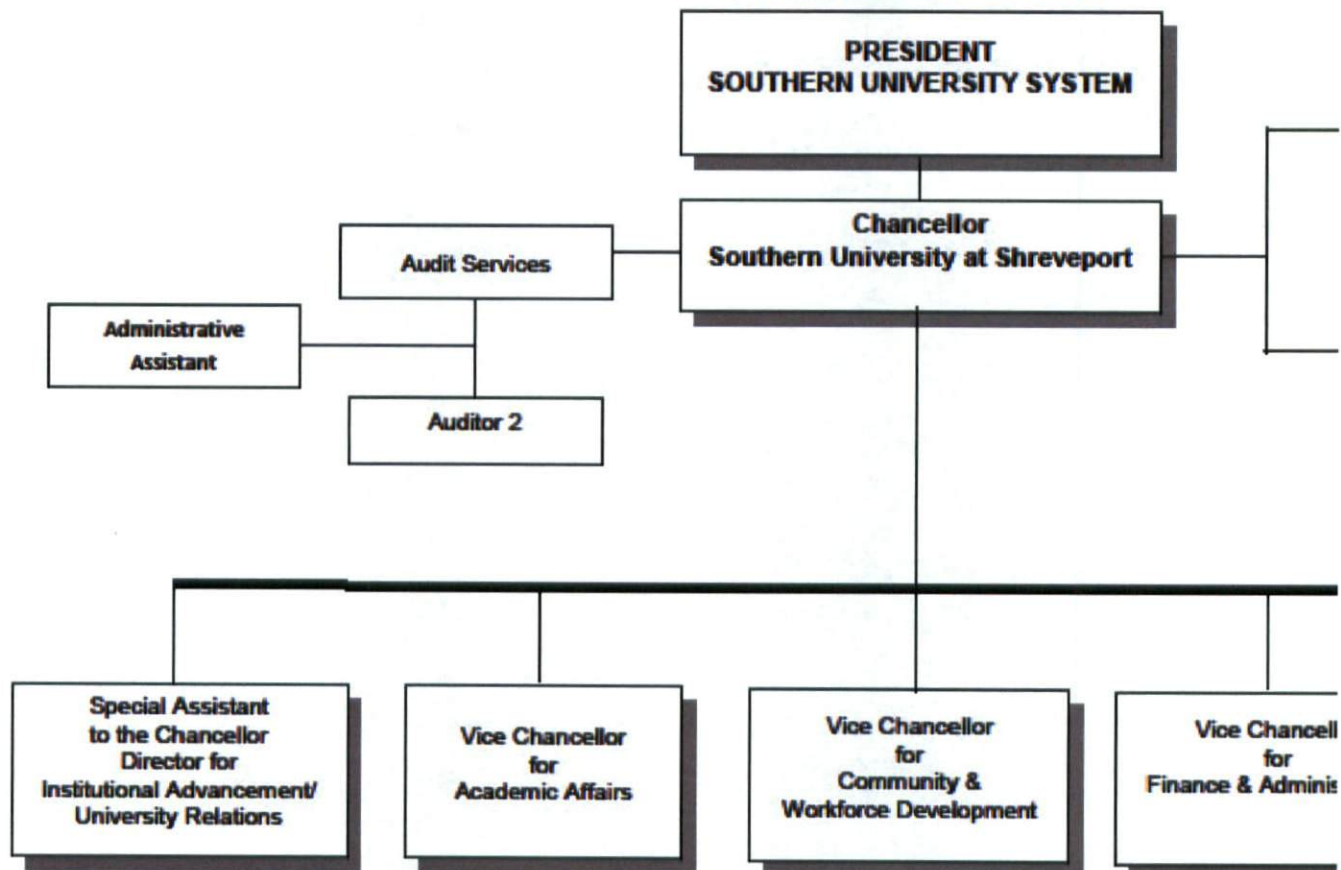 PRESIDENT
SOUTHERN UNIVERSITY SYSTEM
Chancellor
Southern University at Shreveport
Audit Services
Administrative
Assistant
Auditor 2
Special Assistant
to the Chancellor
Director for
Institutional Advancement/
University Relations
Vice Chancellor
for
Academic Affairs
Vice Chancellor
for
Community &
Workforce Development
Vice
for
Finance &